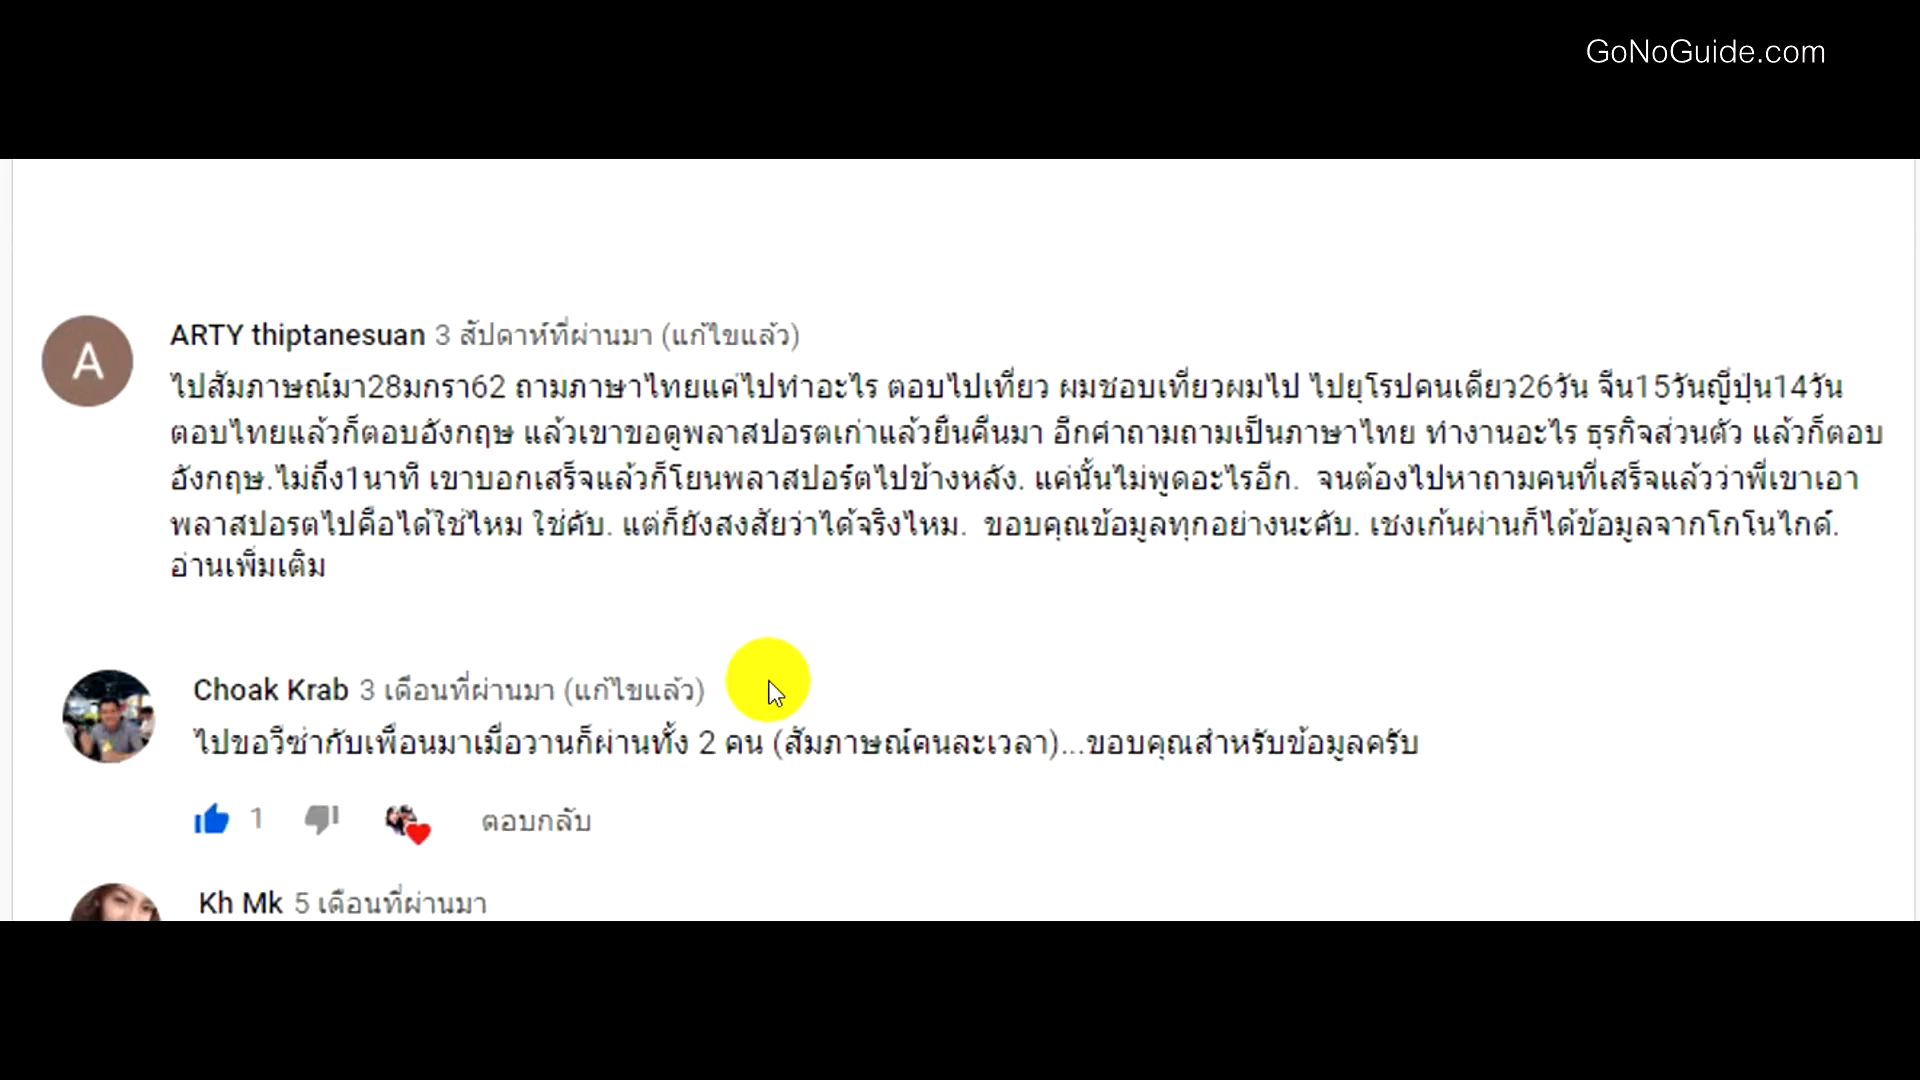 GoNoGuide.com
ARTY thiptanesuan 3 สัปดาห์ที่ผ่านมา (แก้ไขแล้ว)
ไปสัมภาษณ์มา28มกรา62 ถามภาษาไทยแค่ไปทำอะไร ตอบไปเที่ยว ผมชอบเที่ยวผมไป ไปยุโรปคนเดียว26วัน จีน15วันญี่ปุ่น14วัน
ตอบไทยแล้วก็ตอบอังกฤษ แล้วเขาขอดูพลาสปอรตเก่าแล้วยื่นคืนมา อีกคำถามถามเป็นภาษาไทย ทำงานอะไร ธุรกิจส่วนตัว แล้วก็ตอบ
อังกฤษ.ไม่ถึง1นาที เขาบอกเสร็จแล้วก็โยนพลาสปอร์ตไปข้างหลัง. แค่นั้นไม่พูดอะไรอีก. จนต้องไปหาถามคนที่เสร็จแล้วว่าพี่เขาเอา
พลาสปอรตไปคือได้ใช่ไหม ใช่คับ. แต่ก็ยังสงสัยว่าได้จริงไหม. ขอบคุณข้อมูลทุกอย่างนะคับ. เชงเก้นผ่านก็ได้ข้อมูลจากโกโนไกด์.
อ่านเพิ่มเติม
Choak Krab 3 เดือนที่ผ่านมา (แก้ไขแล้ว)
ไปขอวีซ่ากับเพื่อนมาเมื่อวานก็ผ่านทั้ง 2 คน (สัมภาษณ์คนละเวลา)...ขอบคุณสำหรับข้อมูลครับ
1 ตอบกลับ
Kh Mk 5 เดือนที่ผ่านมา